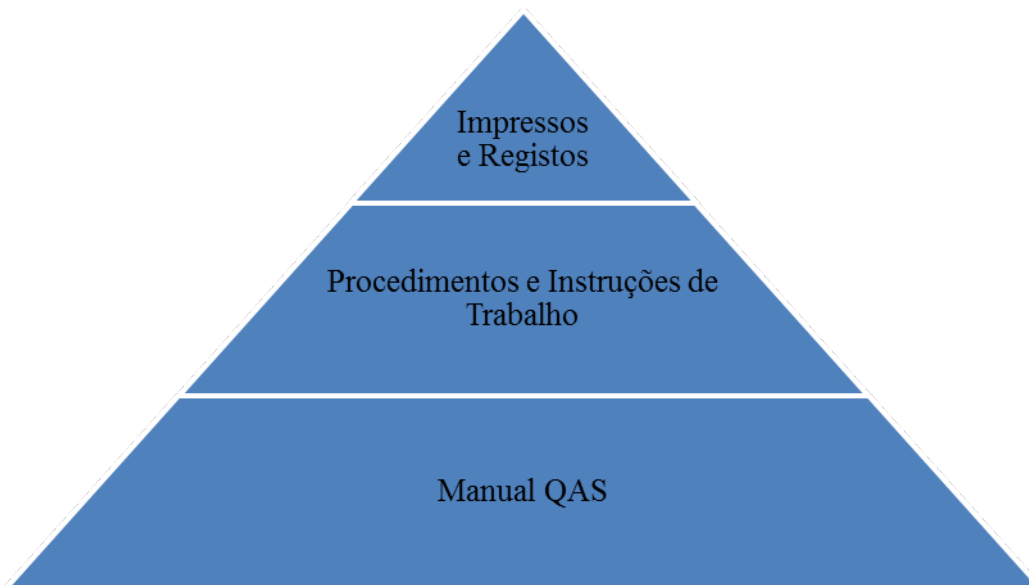 Impressos
e Registos
Procedimentos e Instruções de
Trabalho
Manual QAS